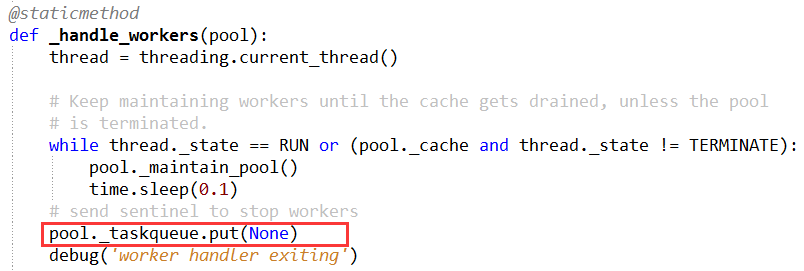 @staticmethod
def _handle_workers(pool):
    thread = threading.current_thread()

    # Keep maintaining workers until the cache gets drained, unless the pool
    # is terminated.
    while thread._state == RUN or (pool._cache and thread._state != TERMINATE):
        pool._maintain_pool()
        time.sleep(0.1)
    # send sentinel to stop workers
    pool._taskqueue.put(None)
    debug('worker handler exiting')